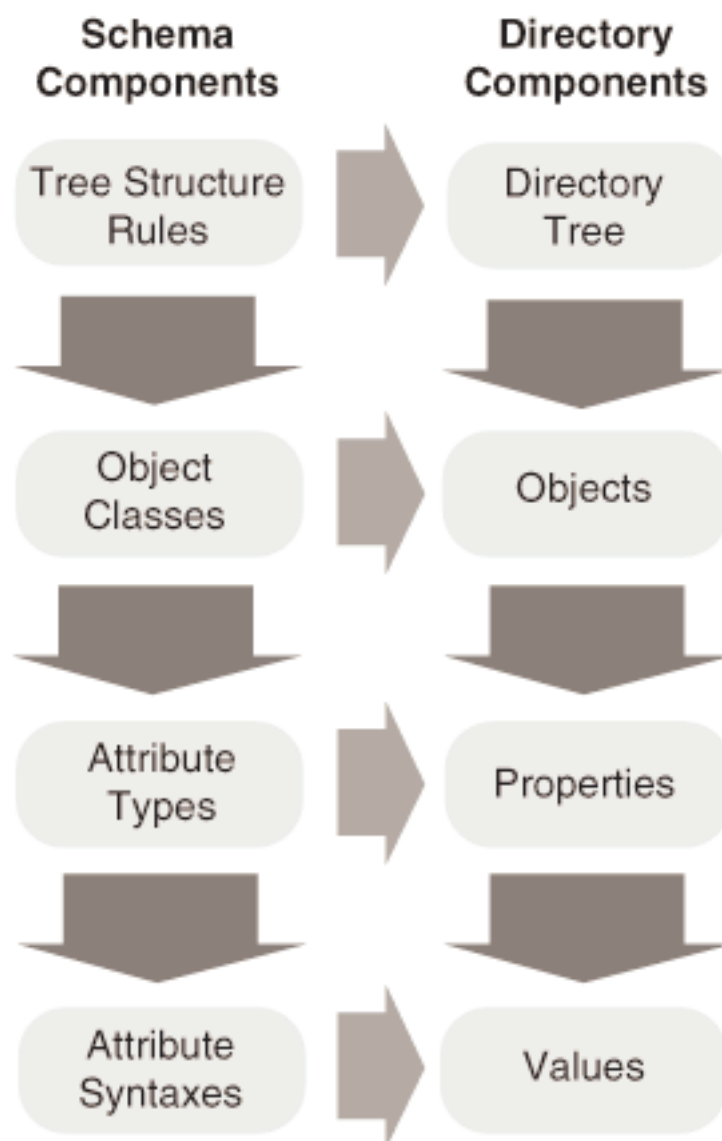 Schema
Components
Directory
Components
Tree Structure
Rules
Directory
Tree
Object
Classes
Objects
Attribute
Types
Properties
Attribute
Syntaxes
Values